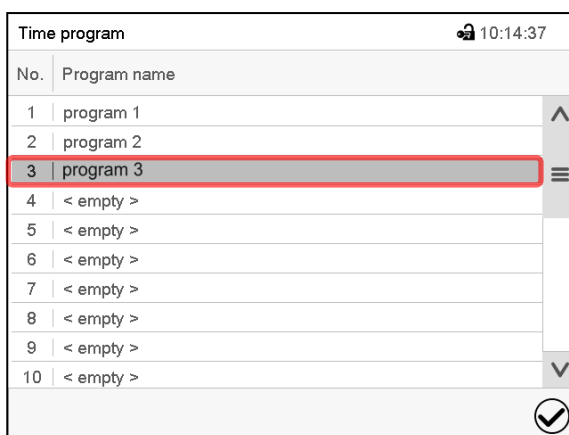 Time program 10:14:37
No. Program name
1 program 1
2 program 2
3 program 3
4 < empty >
5 < empty >
6 < empty >
7 < empty >
8 < empty >
9 < empty >
10 < empty >